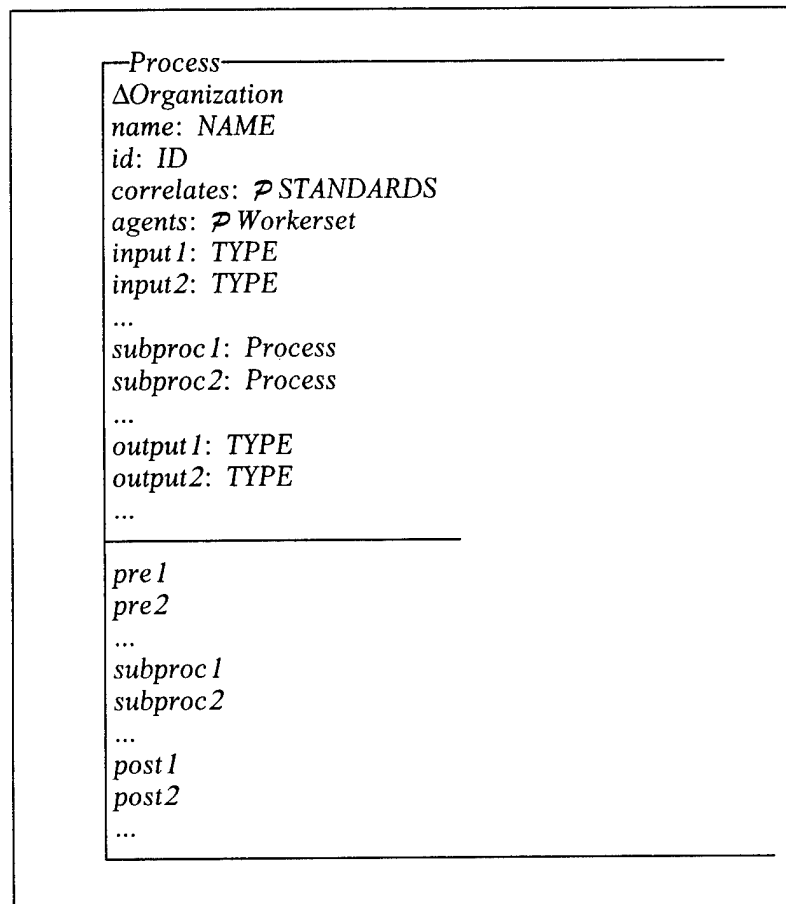 Process
ΔOrganization
name: NAME
id: ID
correlates: 𝒫 STANDARDS
agents: 𝒫 Workerset
input1: TYPE
input2: TYPE
...
subproc1: Process
subproc2: Process
...
output1: TYPE
output2: TYPE
...
pre1
pre2
...
subproc1
subproc2
...
post1
post2
...